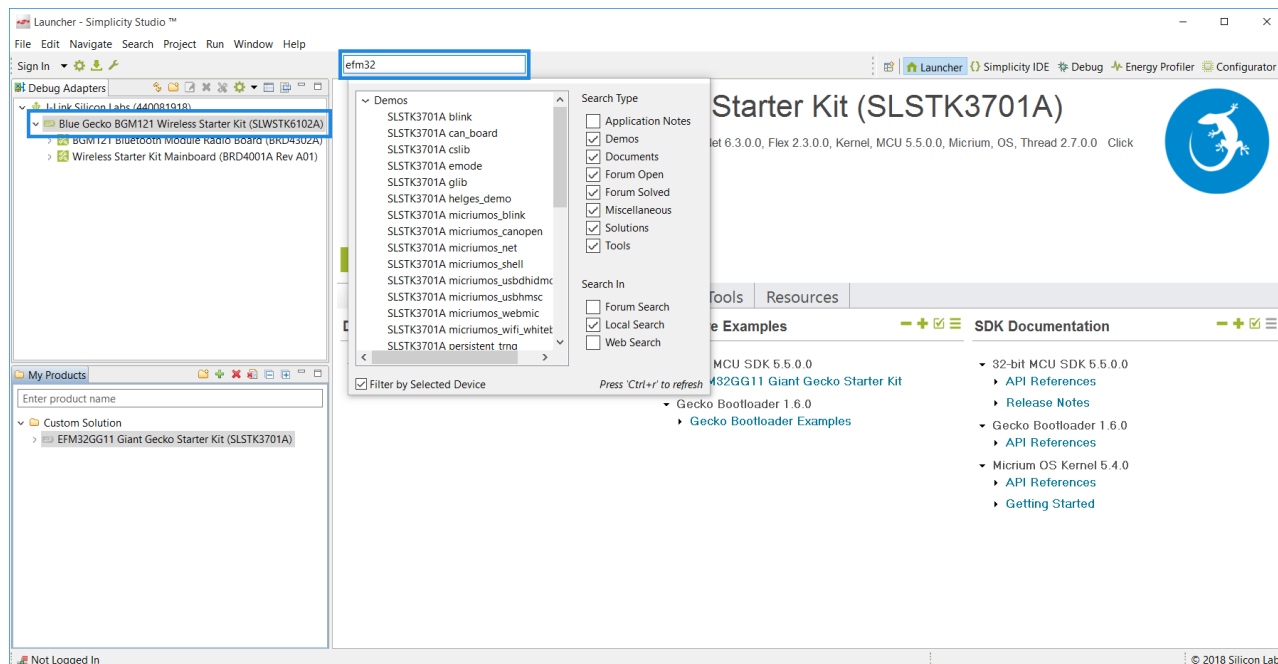 Launcher - Simplicity Studio ™
File Edit Navigate Search Project Run Window Help
Sign In
efm32
Launcher Simplicity IDE Debug Energy Profiler Configurator
Debug Adapters
J-Link Silicon Labs (440081918)
Blue Gecko BGM121 Wireless Starter Kit (SLWSTK6102A)
BGM121 Bluetooth Module Radio Board (BRD4302A)
Wireless Starter Kit Mainboard (BRD4001A Rev A01)
Demos
SLSTK3701A blink
SLSTK3701A can_board
SLSTK3701A cslib
SLSTK3701A emode
SLSTK3701A glib
SLSTK3701A helges_demo
SLSTK3701A micriumos_blink
SLSTK3701A micriumos_canopen
SLSTK3701A micriumos_net
SLSTK3701A micriumos_shell
SLSTK3701A micriumos_usbdhidmc
SLSTK3701A micriumos_usbhmsc
SLSTK3701A micriumos_webmic
SLSTK3701A micriumos_wifi_whiteb
SLSTK3701A persistent_trng
Filter by Selected Device
Search Type
Application Notes
Demos
Documents
Forum Open
Forum Solved
Miscellaneous
Solutions
Tools
Search In
Forum Search
Local Search
Web Search
Press 'Ctrl+r' to refresh
Starter Kit (SLSTK3701A)
et 6.3.0.0, Flex 2.3.0.0, Kernel, MCU 5.5.0.0, Micrium, OS, Thread 2.7.0.0 Click
Tools Resources
e Examples
MCU SDK 5.5.0.0
M32GG11 Giant Gecko Starter Kit
Gecko Bootloader 1.6.0
Gecko Bootloader Examples
SDK Documentation
32-bit MCU SDK 5.5.0.0
API References
Release Notes
Gecko Bootloader 1.6.0
API References
Micrium OS Kernel 5.4.0
API References
Getting Started
My Products
Enter product name
Custom Solution
EFM32GG11 Giant Gecko Starter Kit (SLSTK3701A)
Not Logged In
© 2018 Silicon Lab